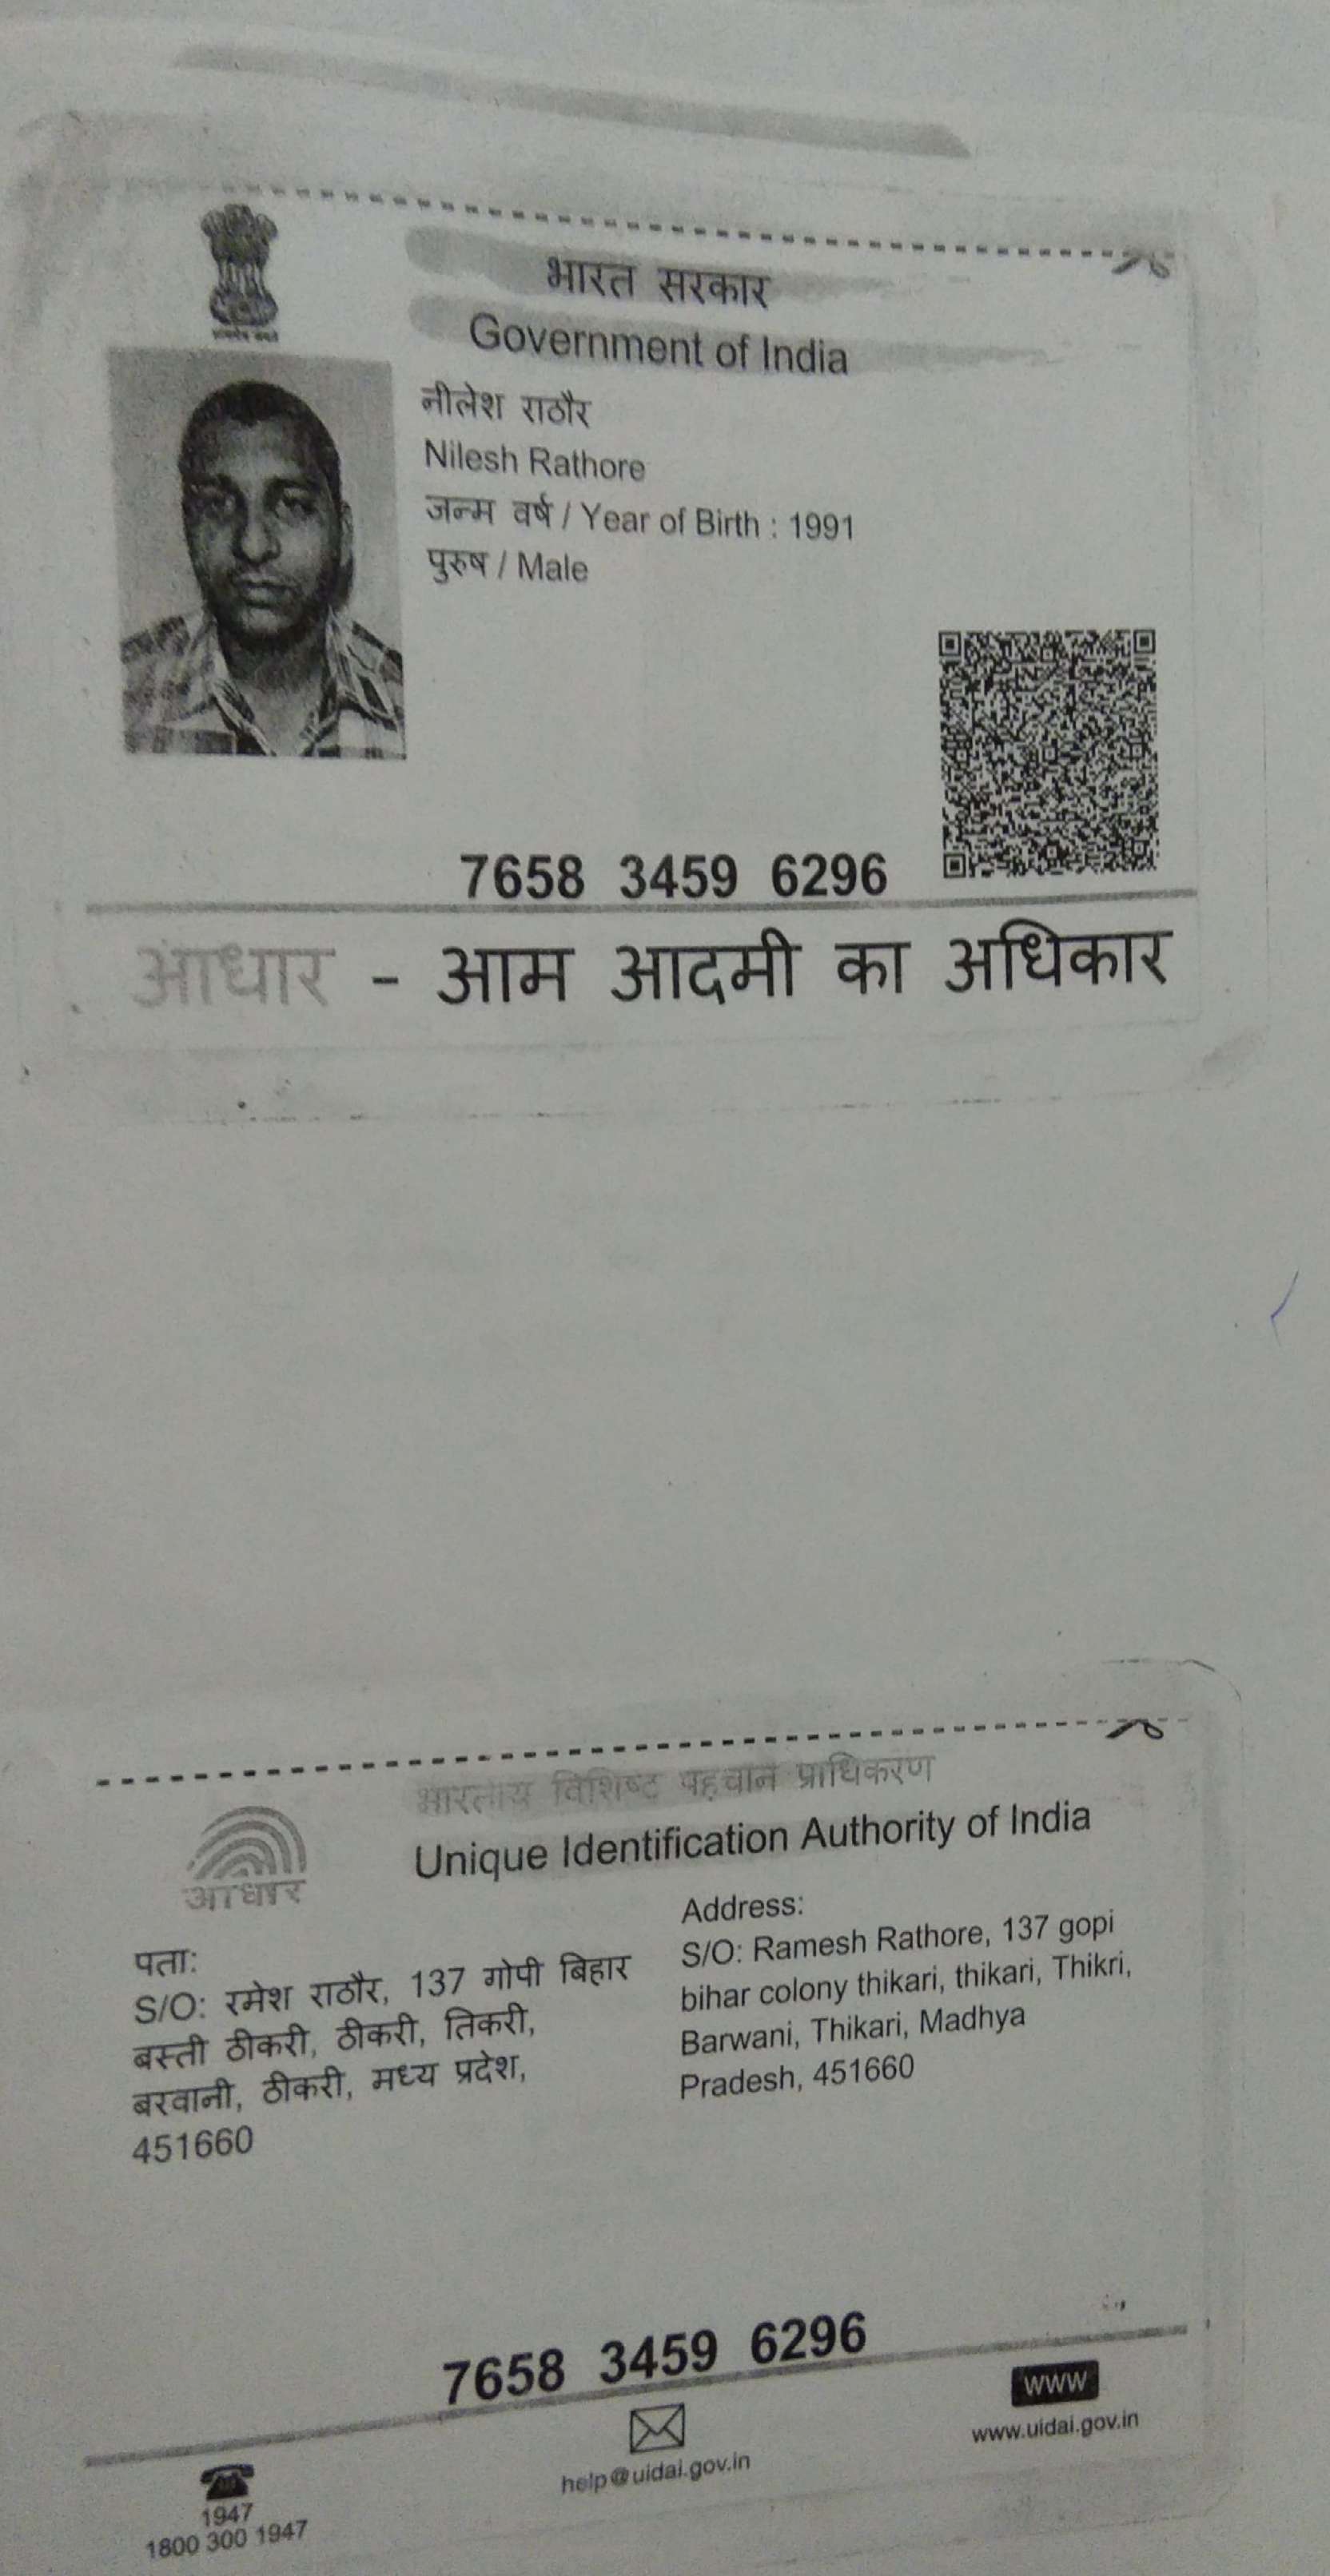 भारत सरकार
Government of India
नीलेश राठौर
Nilesh Rathore
जन्म वर्ष / Year of Birth : 1991
पुरुष / Male
7658 3459 6296
आधार - आम आदमी का अधिकार
भारतीय विशिष्ट पहचान प्राधिकरण
Unique Identification Authority of India
आधार
पता:
S/O: रमेश राठौर, 137 गोपी बिहार
बस्ती ठीकरी, ठीकरी, तिकरी,
बरवानी, ठीकरी, मध्य प्रदेश,
451660
Address:
S/O: Ramesh Rathore, 137 gopi
bihar colony thikari, thikari, Thikri,
Barwani, Thikari, Madhya
Pradesh, 451660
7658 3459 6296
1947
1800 300 1947
help@uidai.gov.in
www
www.uidai.gov.in